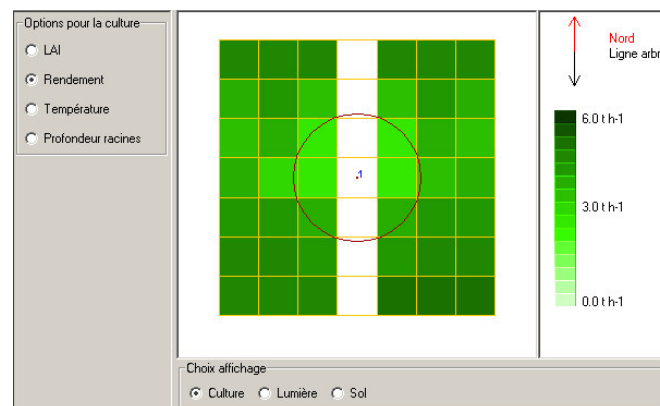 Options pour la culture
LAI
Rendement
Température
Profondeur racines
1
Nord
Ligne arbr
6.0 t h-1
3.0 t h-1
0.0 t h-1
Choix affichage
Culture
Lumière
Sol